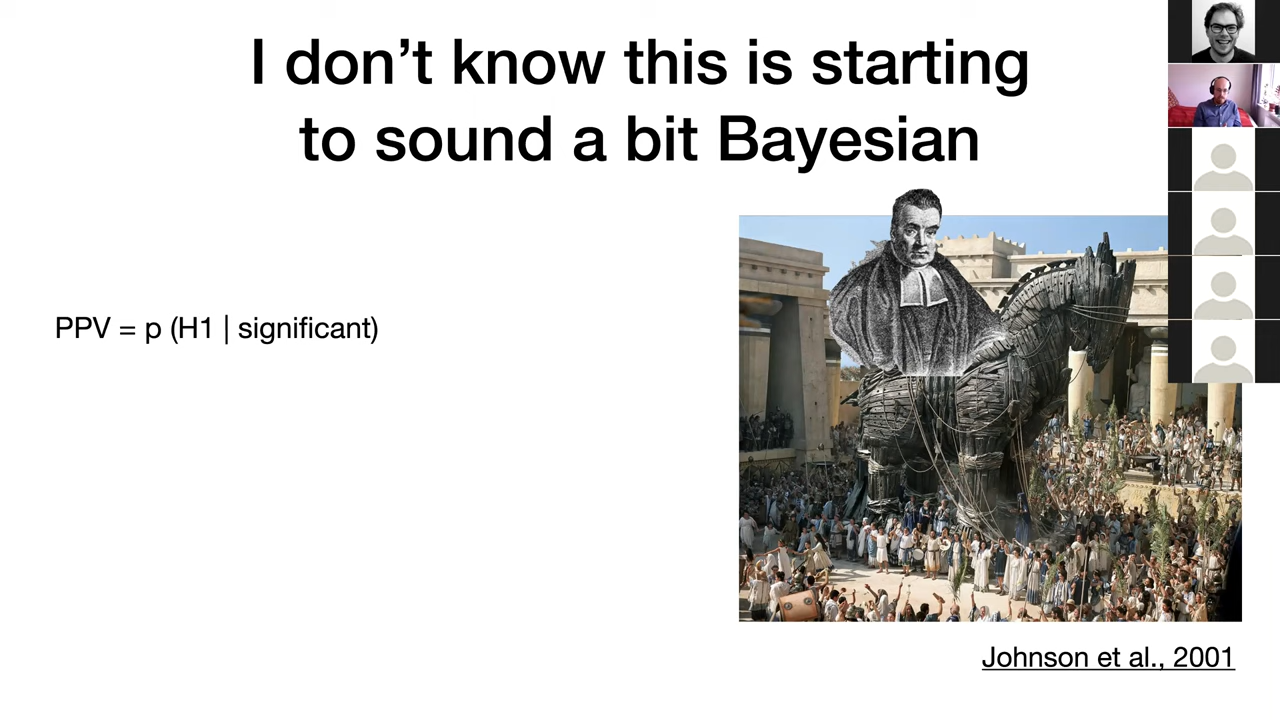 I don’t know this is starting
to sound a bit Bayesian
PPV = p (H1 | significant)
Johnson et al., 2001